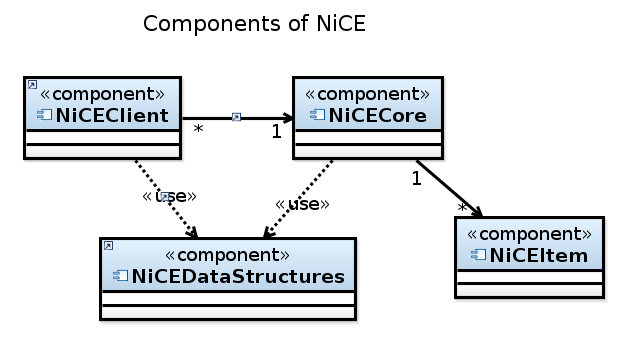 Components of NiCE
«component»
NiCEClient
«component»
NiCECore
*
1
«use»
«use»
1
*
«component»
NiCEDataStructures
«component»
NiCEItem